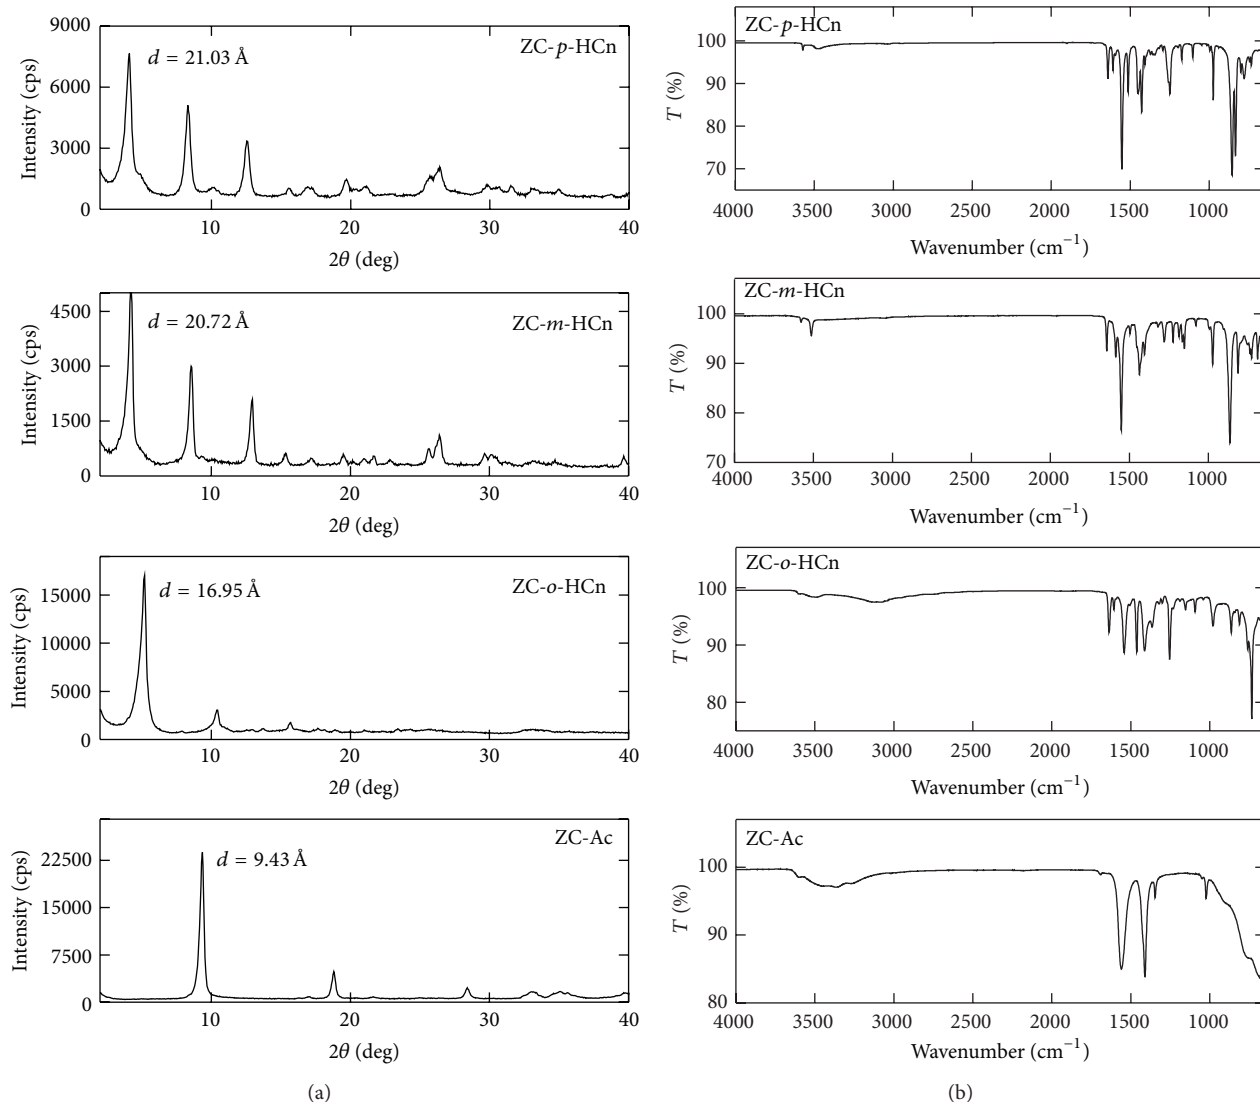 9000
6000
3000
0
Intensity (cps)
d = 21.03 Å
ZC-p-HCn
10 20 30 40
2θ (deg)
4500
3000
1500
0
Intensity (cps)
d = 20.72 Å
ZC-m-HCn
10 20 30 40
2θ (deg)
15000
10000
5000
0
Intensity (cps)
d = 16.95 Å
ZC-o-HCn
10 20 30 40
2θ (deg)
22500
15000
7500
0
Intensity (cps)
d = 9.43 Å
ZC-Ac
10 20 30 40
2θ (deg)
(a)
ZC-p-HCn
100
90
80
70
T (%)
4000 3500 3000 2500 2000 1500 1000
Wavenumber (cm⁻¹)
ZC-m-HCn
100
90
80
70
T (%)
4000 3500 3000 2500 2000 1500 1000
Wavenumber (cm⁻¹)
ZC-o-HCn
100
90
80
T (%)
4000 3500 3000 2500 2000 1500 1000
Wavenumber (cm⁻¹)
ZC-Ac
100
90
80
T (%)
4000 3500 3000 2500 2000 1500 1000
Wavenumber (cm⁻¹)
(b)